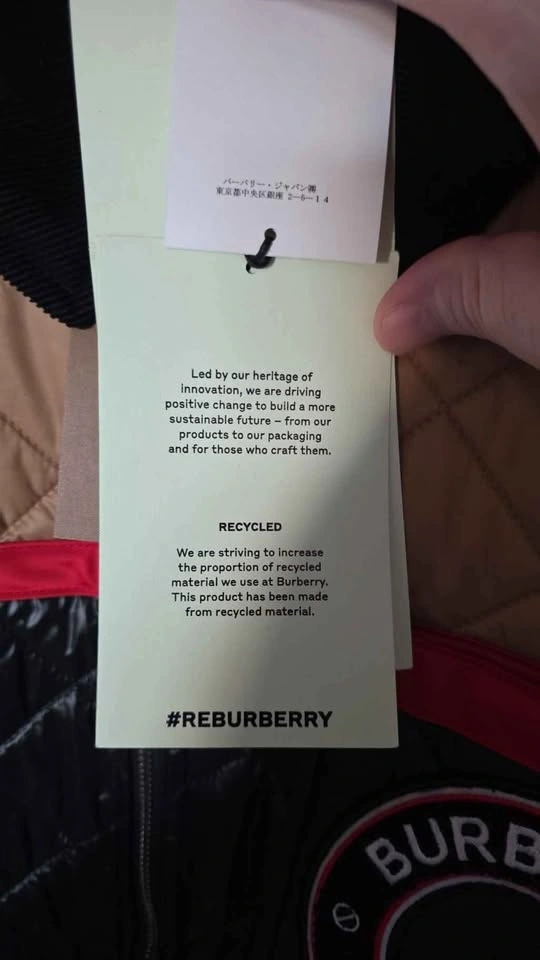 バーバリー・ジャパン㈱
東京都中央区銀座 2―6―14
Led by our heritage of
innovation, we are driving
positive change to build a more
sustainable future – from our
products to our packaging
and for those who craft them.
RECYCLED
We are striving to increase
the proportion of recycled
material we use at Burberry.
This product has been made
from recycled material.
#REBURBERRY
BURB